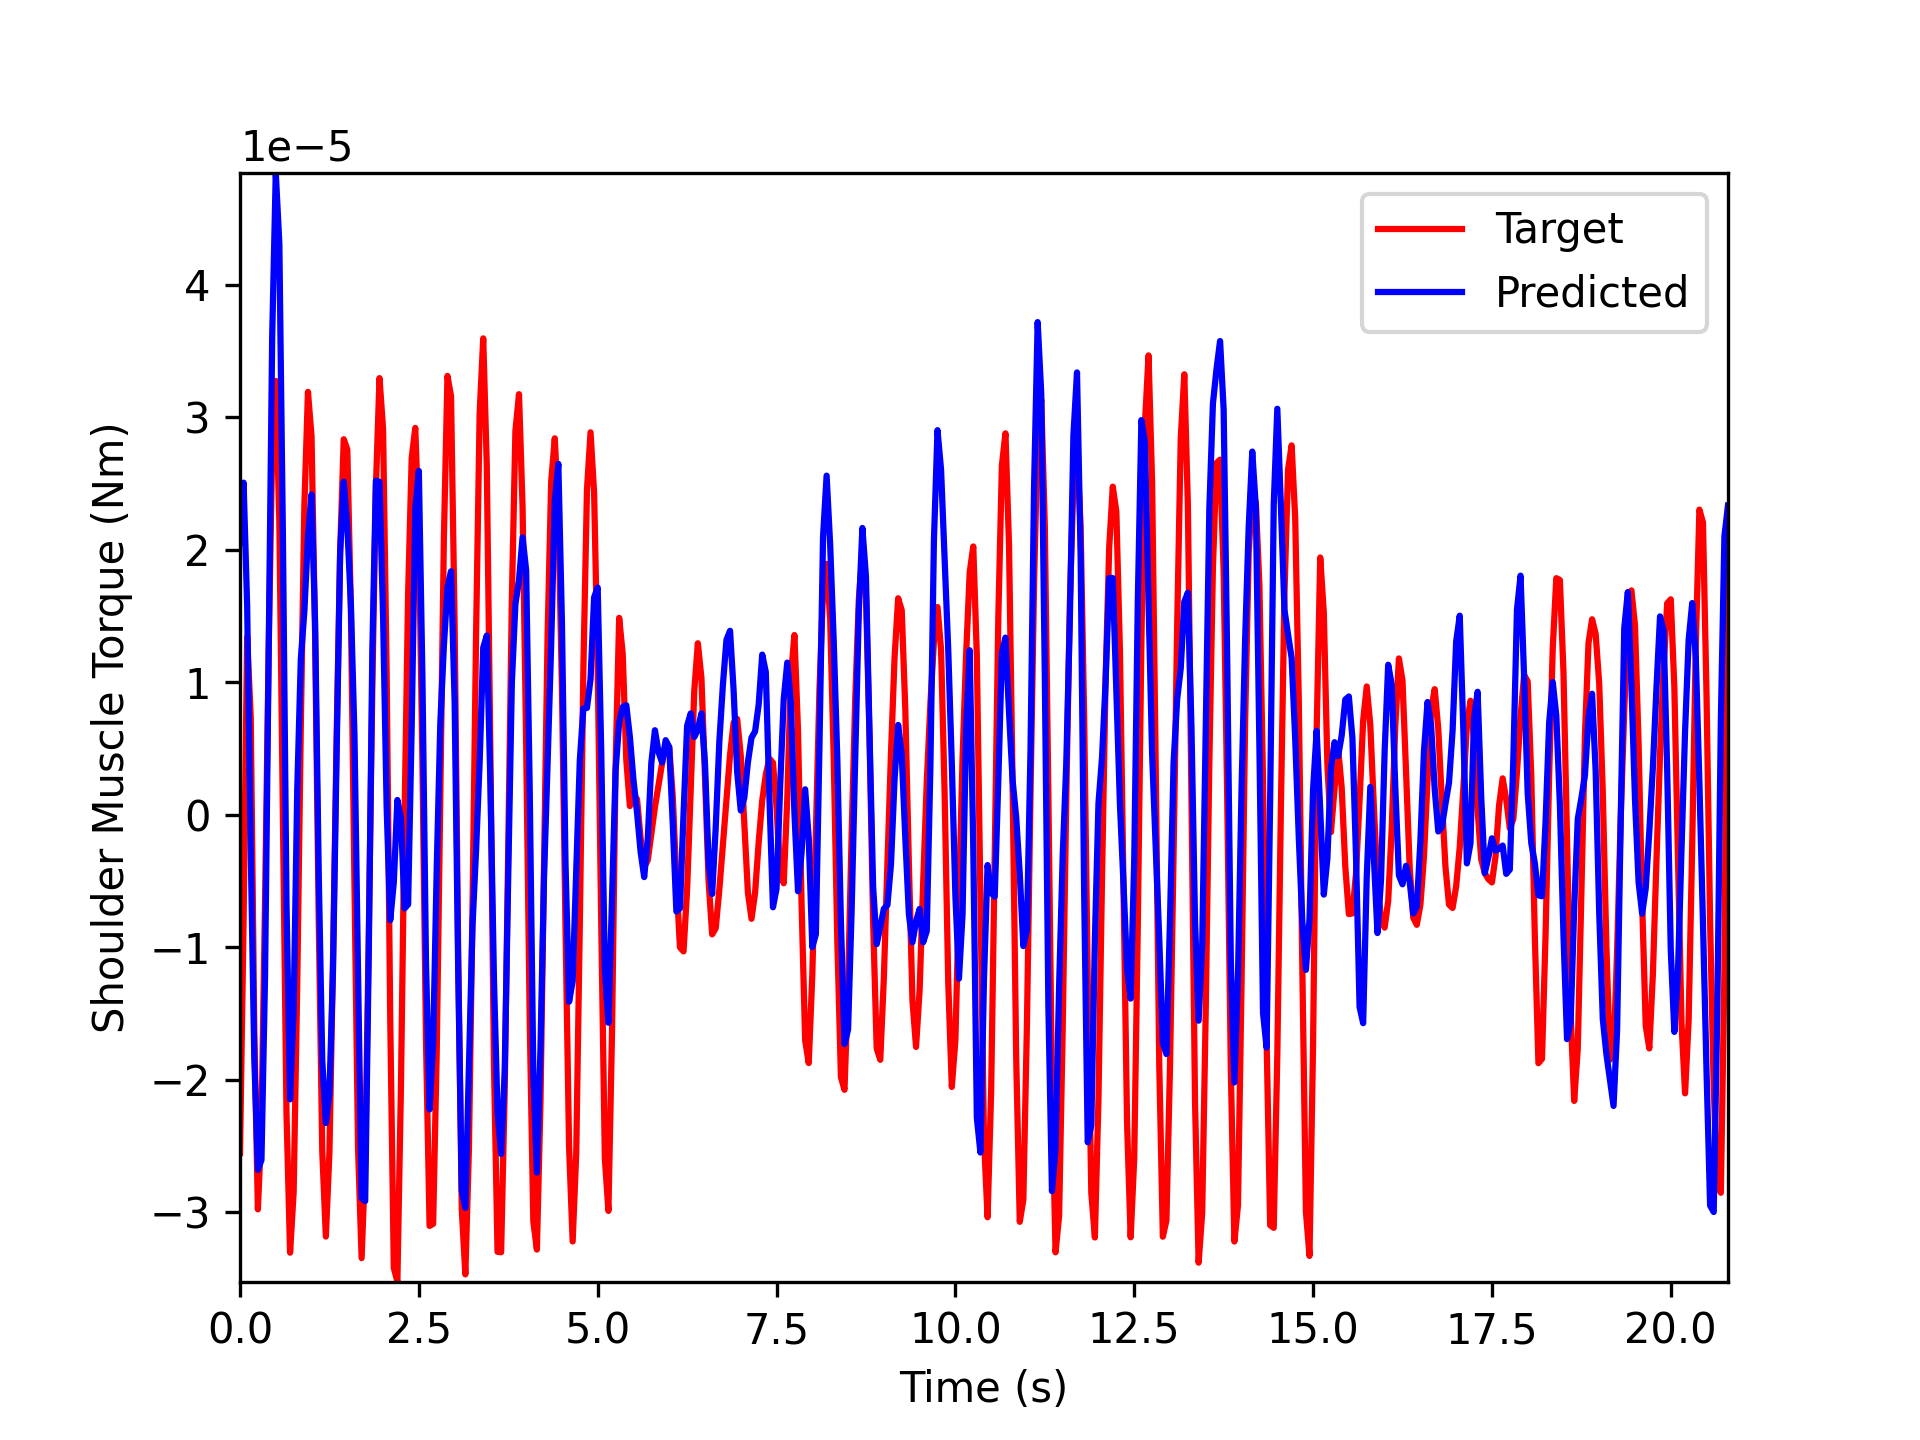 1e−5
Target
Predicted
4
3
2
1
0
−1
−2
−3
Shoulder Muscle Torque (Nm)
0.0 2.5 5.0 7.5 10.0 12.5 15.0 17.5 20.0
Time (s)